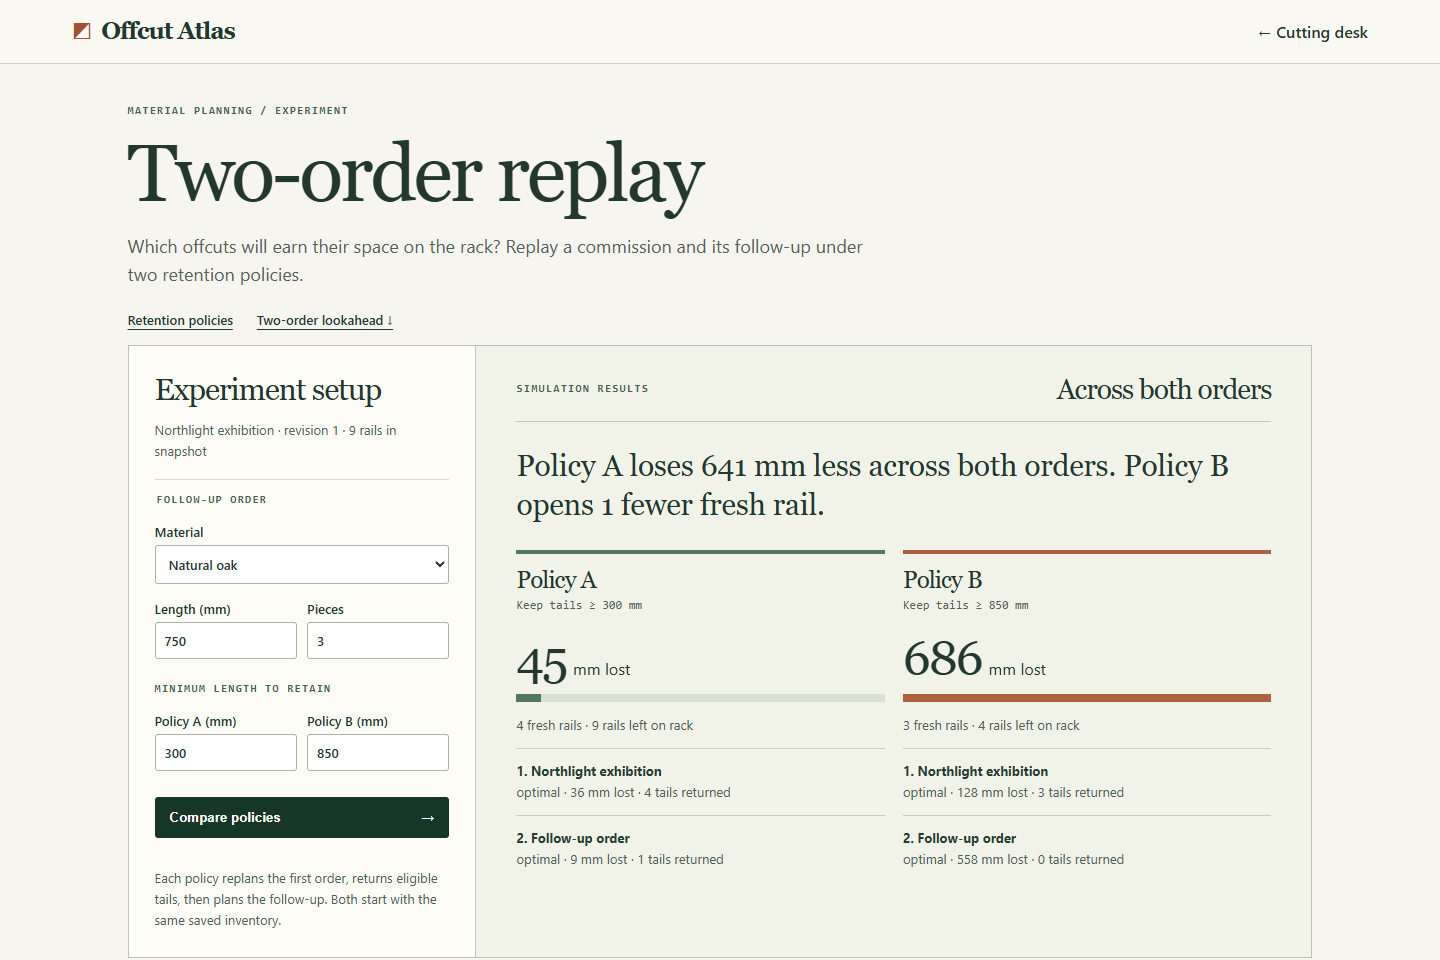 Offcut Atlas
← Cutting desk
MATERIAL PLANNING / EXPERIMENT
Two-order replay
Which offcuts will earn their space on the rack? Replay a commission and its follow-up under
two retention policies.
Retention policies
Two-order lookahead ↓
Experiment setup
Northlight exhibition · revision 1 · 9 rails in
snapshot
FOLLOW-UP ORDER
Material
Natural oak
Length (mm)
Pieces
750
3
MINIMUM LENGTH TO RETAIN
Policy A (mm)
Policy B (mm)
300
850
Compare policies →
Each policy replans the first order, returns eligible
tails, then plans the follow-up. Both start with the
same saved inventory.
SIMULATION RESULTS
Across both orders
Policy A loses 641 mm less across both orders. Policy B
opens 1 fewer fresh rail.
Policy A
Keep tails ≥ 300 mm
45 mm lost
4 fresh rails · 9 rails left on rack
1. Northlight exhibition
optimal · 36 mm lost · 4 tails returned
2. Follow-up order
optimal · 9 mm lost · 1 tails returned
Policy B
Keep tails ≥ 850 mm
686 mm lost
3 fresh rails · 4 rails left on rack
1. Northlight exhibition
optimal · 128 mm lost · 3 tails returned
2. Follow-up order
optimal · 558 mm lost · 0 tails returned